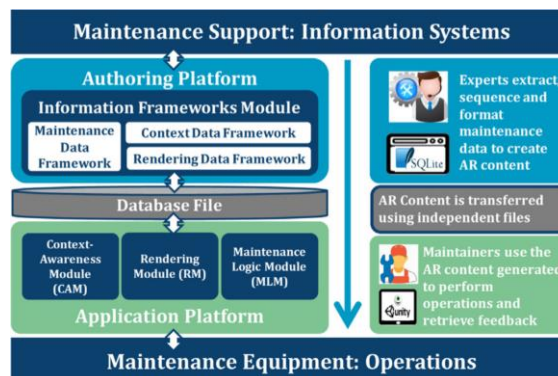 Maintenance Support: Information Systems
Authoring Platform
Information Frameworks Module
Maintenance
Data
Framework
Context Data Framework
Rendering Data Framework
Database File
Context-
Awareness
Module
(CAM)
Rendering
Module (RM)
Maintenance
Logic Module
(MLM)
Application Platform
Experts extract,
sequence and
format
maintenance
data to create
AR content
SQLite
AR Content is transferred
using independent files
Maintainers use the
AR content generated
to perform
operations and
retrieve feedback
unity
Maintenance Equipment: Operations